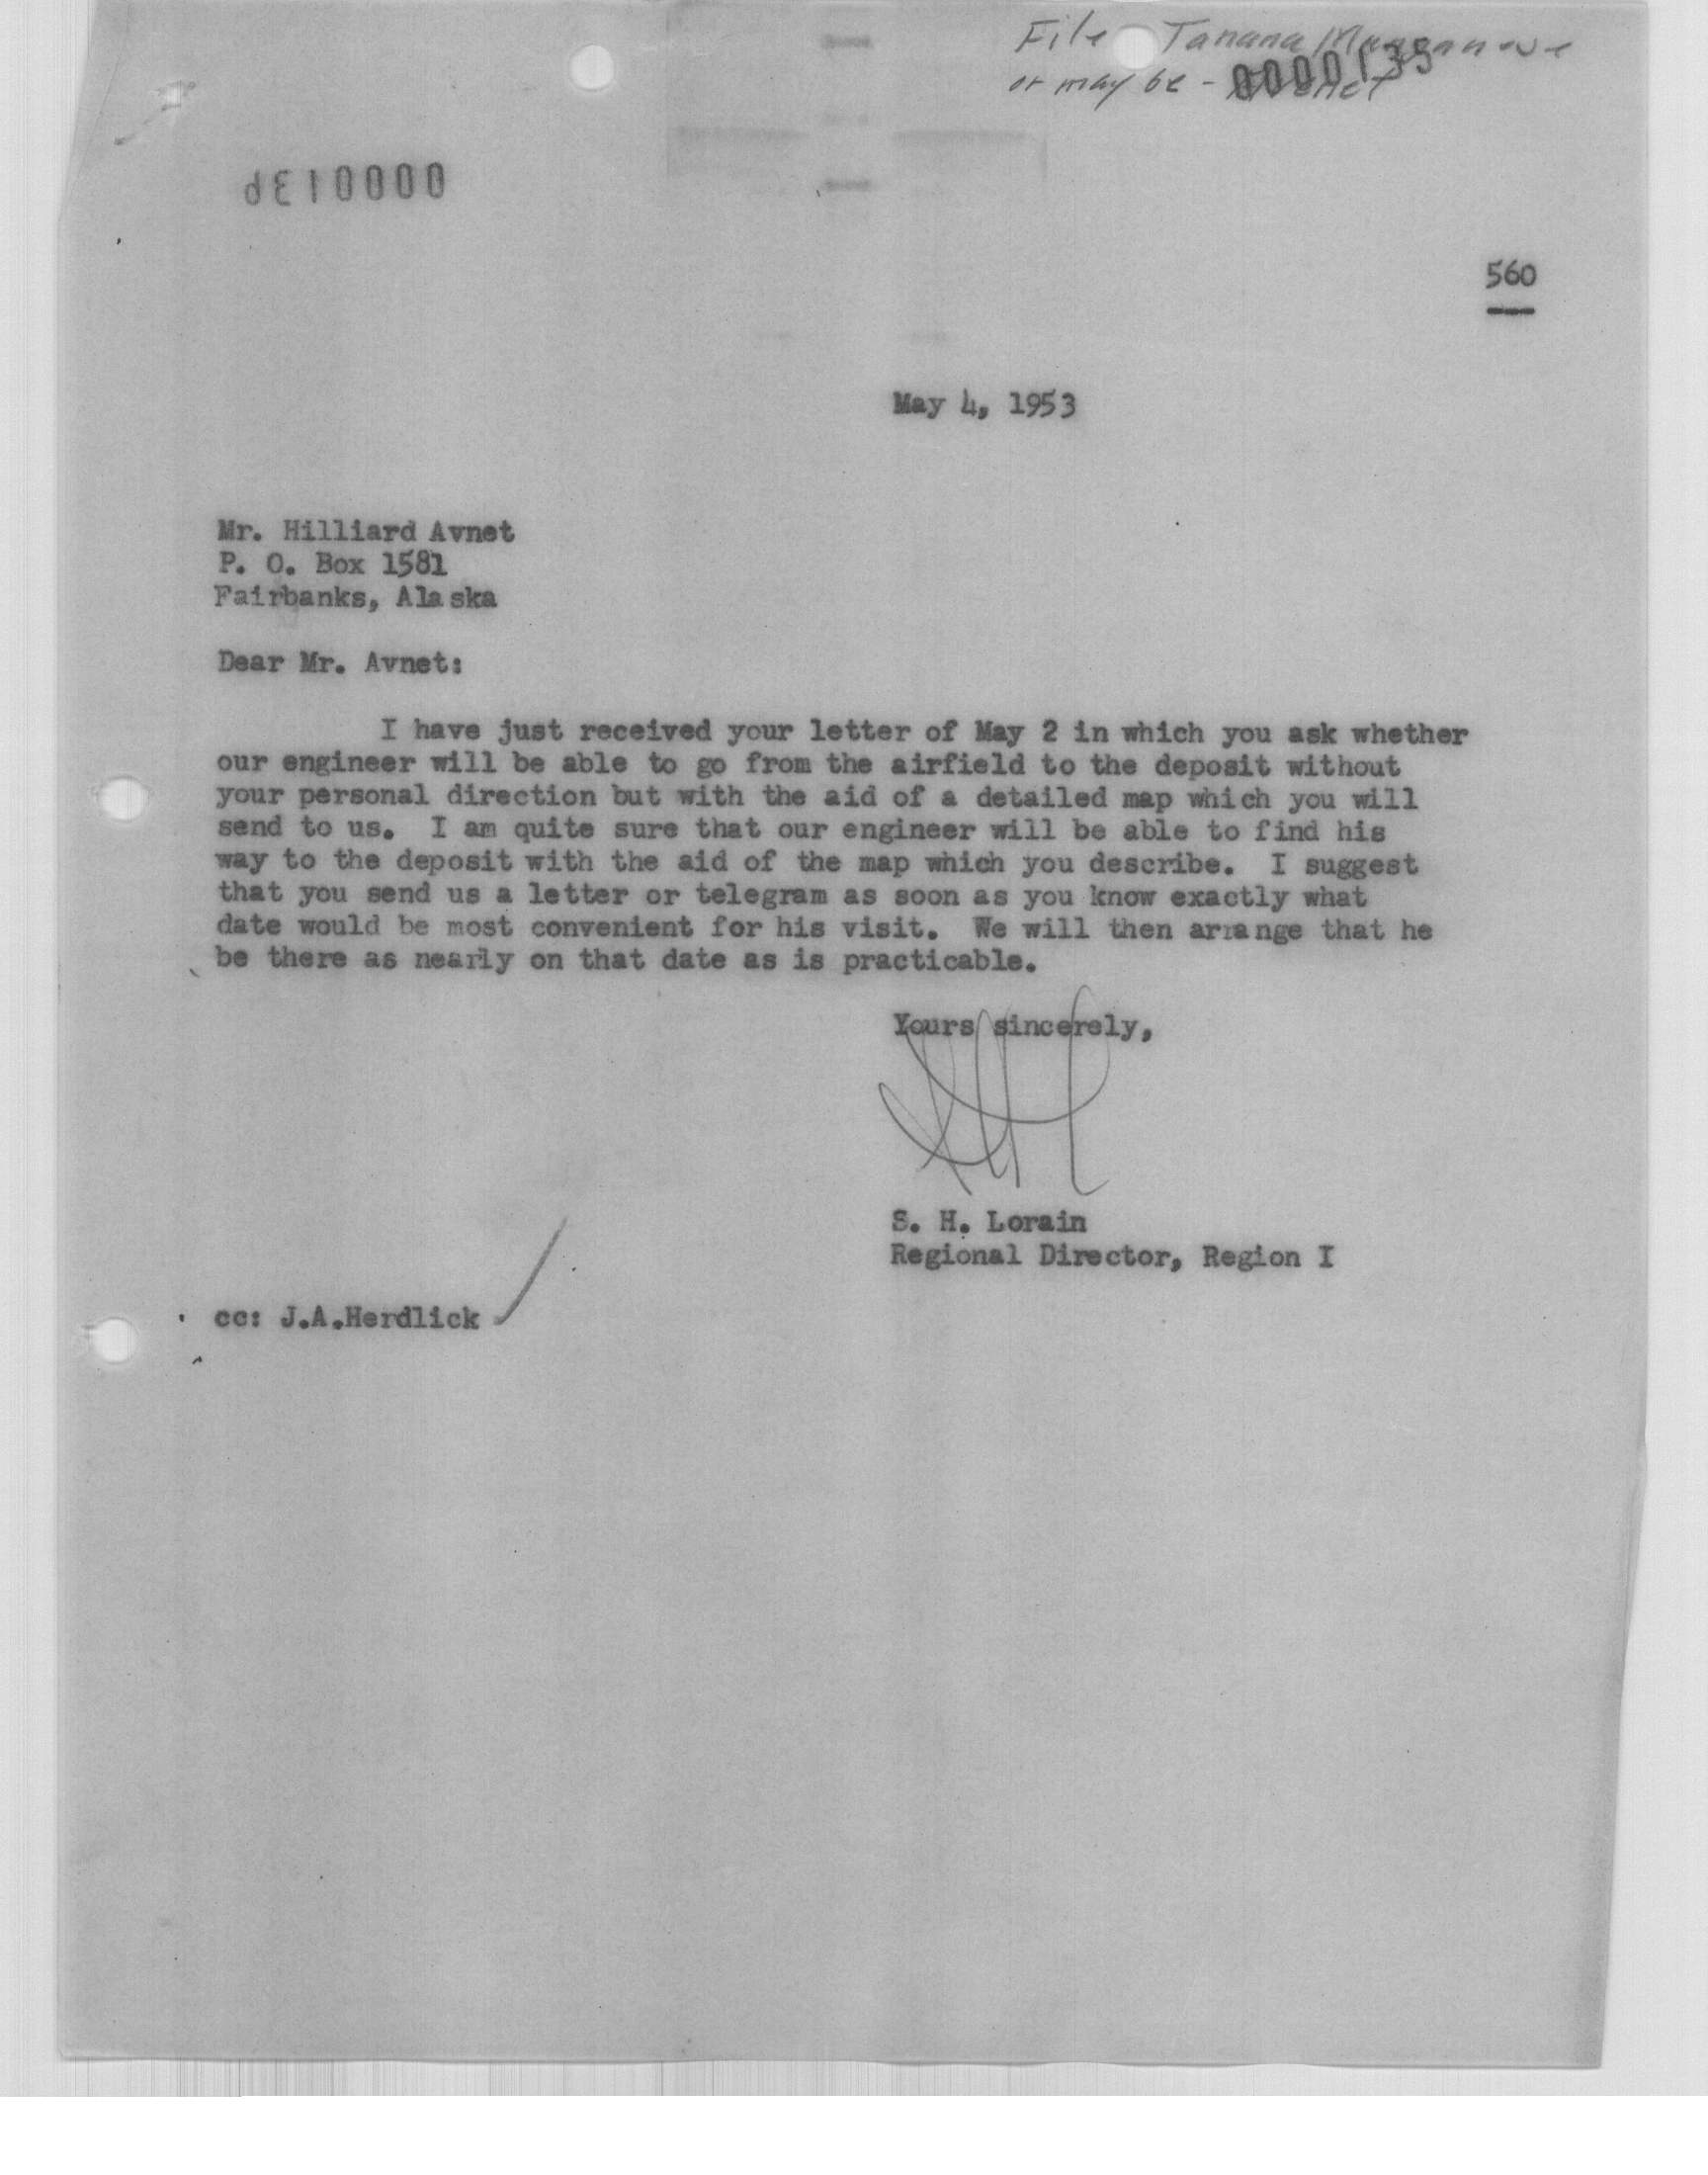 File Tanana Manganese
or may be - Avnet
0000135
560
May 4, 1953
Mr. Hilliard Avnet
P. O. Box 1581
Fairbanks, Alaska
Dear Mr. Avnet:
I have just received your letter of May 2 in which you ask whether
our engineer will be able to go from the airfield to the deposit without
your personal direction but with the aid of a detailed map which you will
send to us. I am quite sure that our engineer will be able to find his
way to the deposit with the aid of the map which you describe. I suggest
that you send us a letter or telegram as soon as you know exactly what
date would be most convenient for his visit. We will then arrange that he
be there as nearly on that date as is practicable.
Yours sincerely,
S. H. Lorain
Regional Director, Region I
cc: J.A.Herdlick